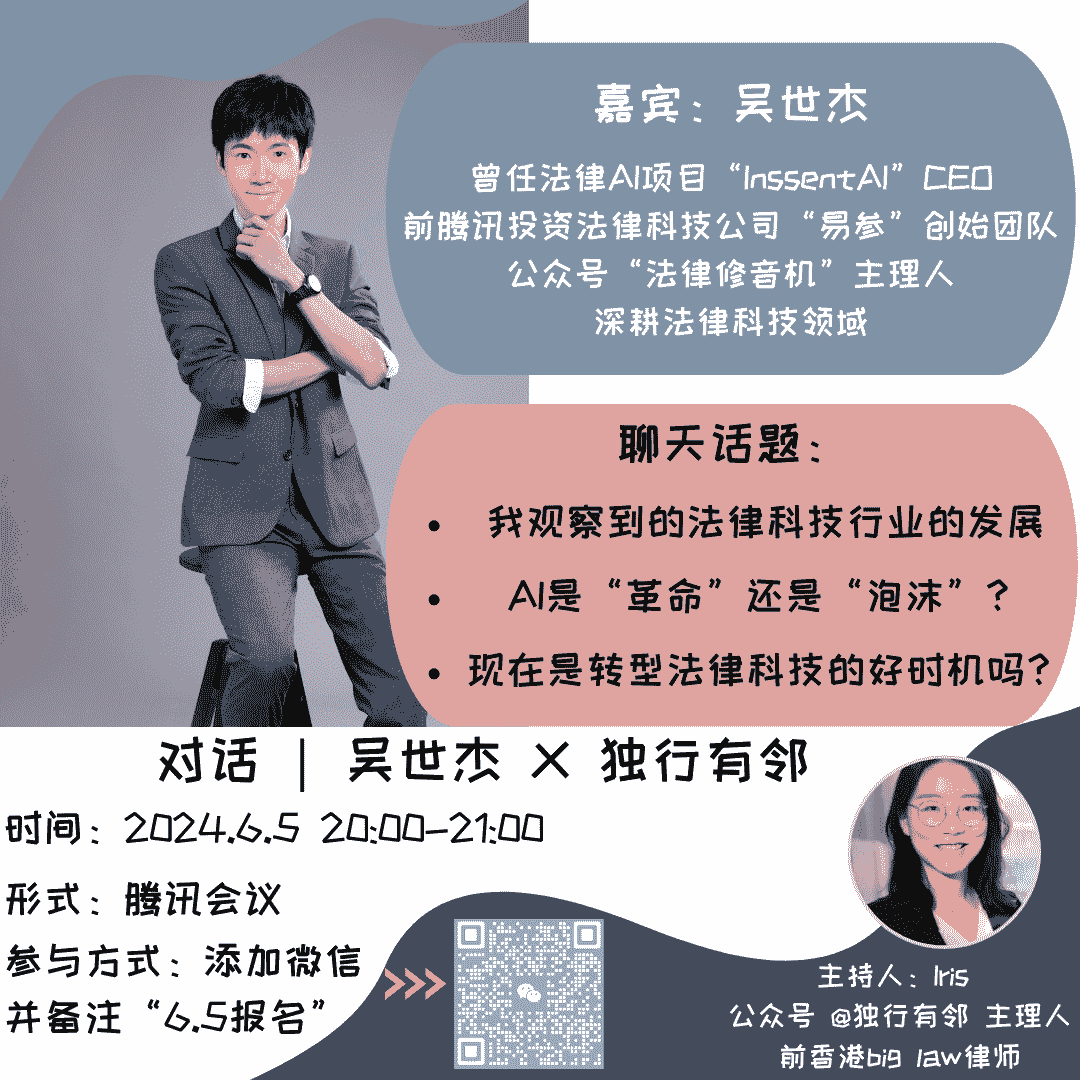 嘉宾：吴世杰
曾任法律AI项目“InssentAI”CEO
前腾讯投资法律科技公司“易参”创始团队
公众号“法律修音机”主理人
深耕法律科技领域
聊天话题：
• 我观察到的法律科技行业的发展
• AI是“革命”还是“泡沫”？
• 现在是转型法律科技的好时机吗？
对话 | 吴世杰 X 独行有邻
时间：2024.6.5 20:00-21:00
形式：腾讯会议
参与方式：添加微信
并备注“6.5报名”
>>>
主持人：Iris
公众号 @独行有邻 主理人
前香港big law律师